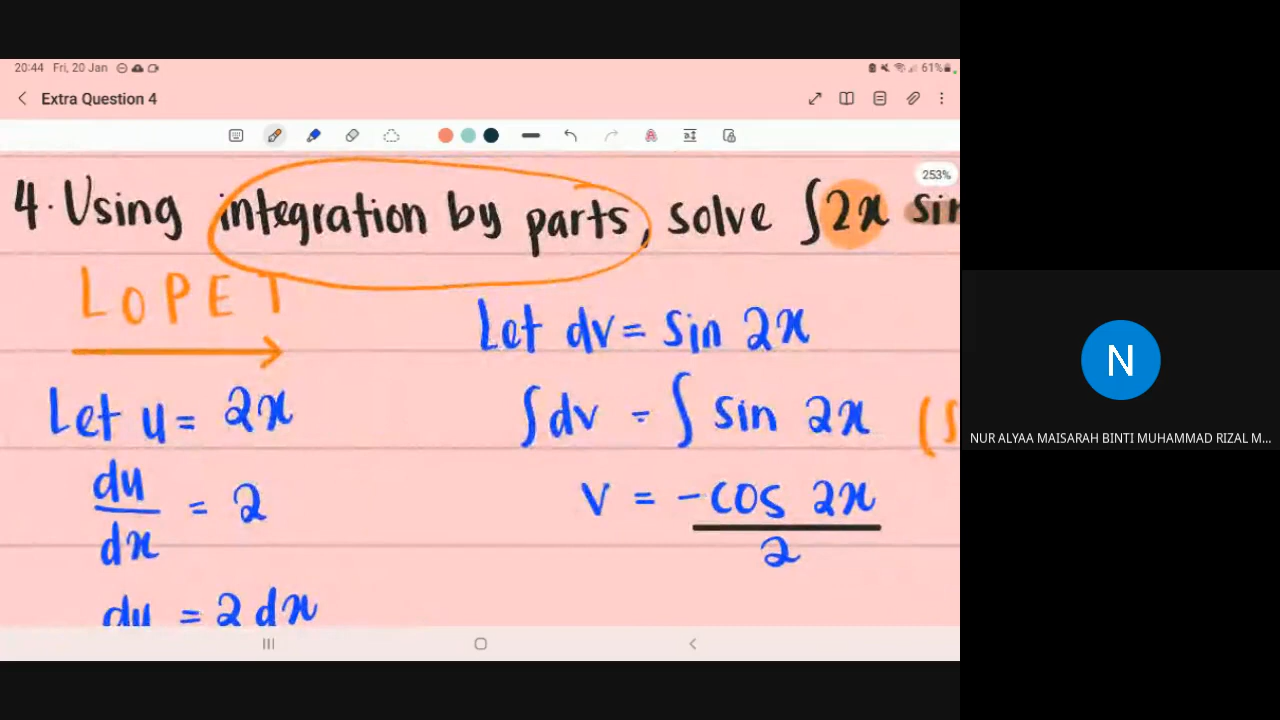 20:44 Fri, 20 Jan
61%
Extra Question 4
253%
4. Using integration by parts, solve ∫2x sin
LOPET
Let dv = sin 2x
Let u = 2x
∫dv = ∫ sin 2x (∫
du/dx = 2
v = -cos 2x / 2
du = 2 dx
N
NUR ALYAA MAISARAH BINTI MUHAMMAD RIZAL M...